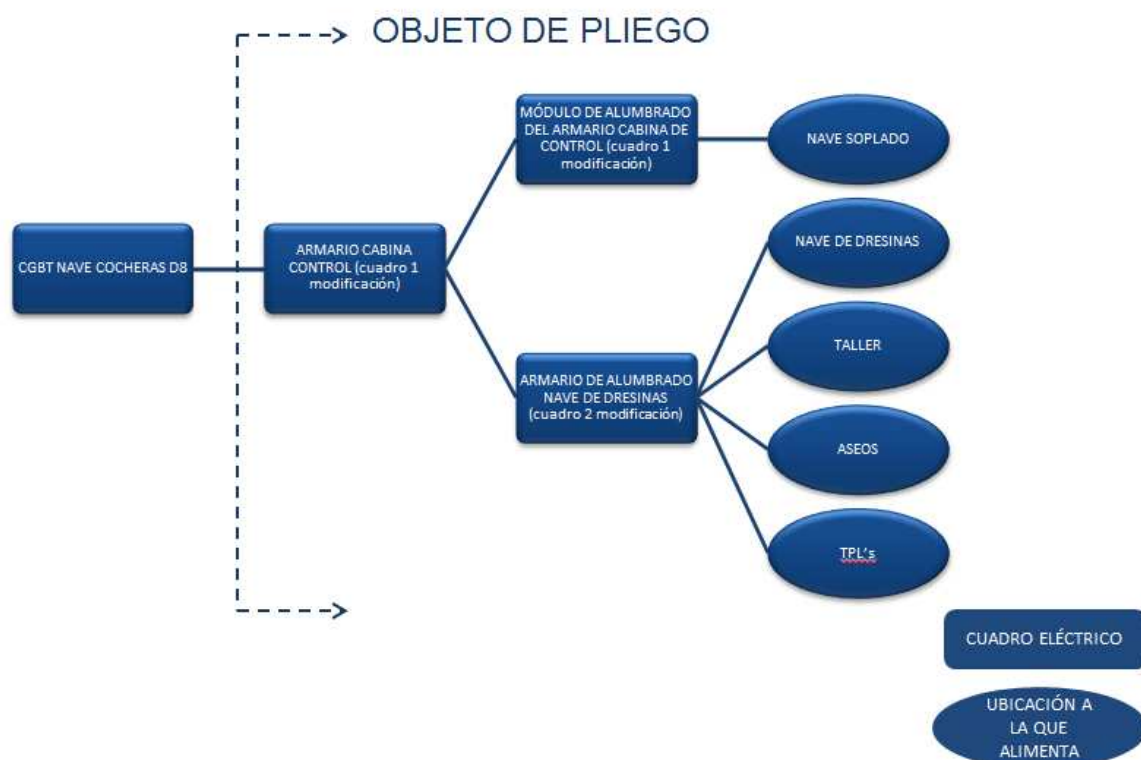 OBJETO DE PLIEGO
MÓDULO DE ALUMBRADO
DEL ARMARIO CABINA DE
CONTROL (cuadro 1
modificación)
NAVE SOPLADO
CGBT NAVE COCHERAS D8
ARMARIO CABINA
CONTROL (cuadro 1
modificación)
NAVE DE DRESINAS
TALLER
ARMARIO DE ALUMBRADO
NAVE DE DRESINAS
(cuadro 2 modificación)
ASEOS
TPL's
CUADRO ELÉCTRICO
UBICACIÓN A
LA QUE
ALIMENTA